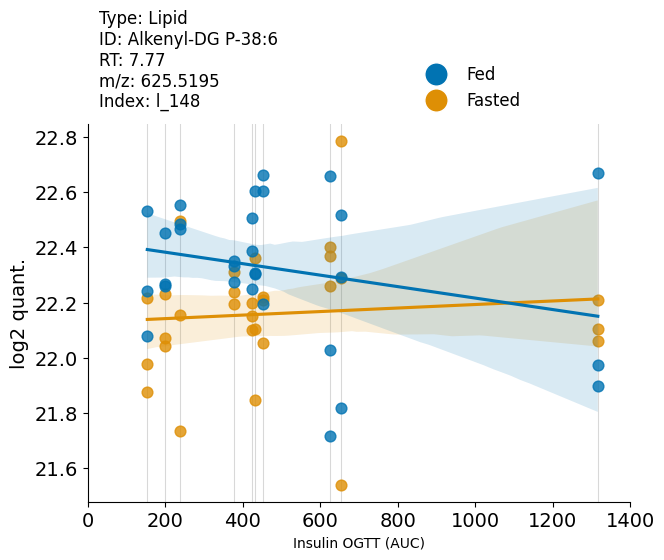 Type: Lipid
ID: Alkenyl-DG P-38:6
RT: 7.77
m/z: 625.5195
Index: l_148
Fed
Fasted
22.8
22.6
22.4
22.2
22.0
21.8
21.6
log2 quant.
0 200 400 600 800 1000 1200 1400
Insulin OGTT (AUC)